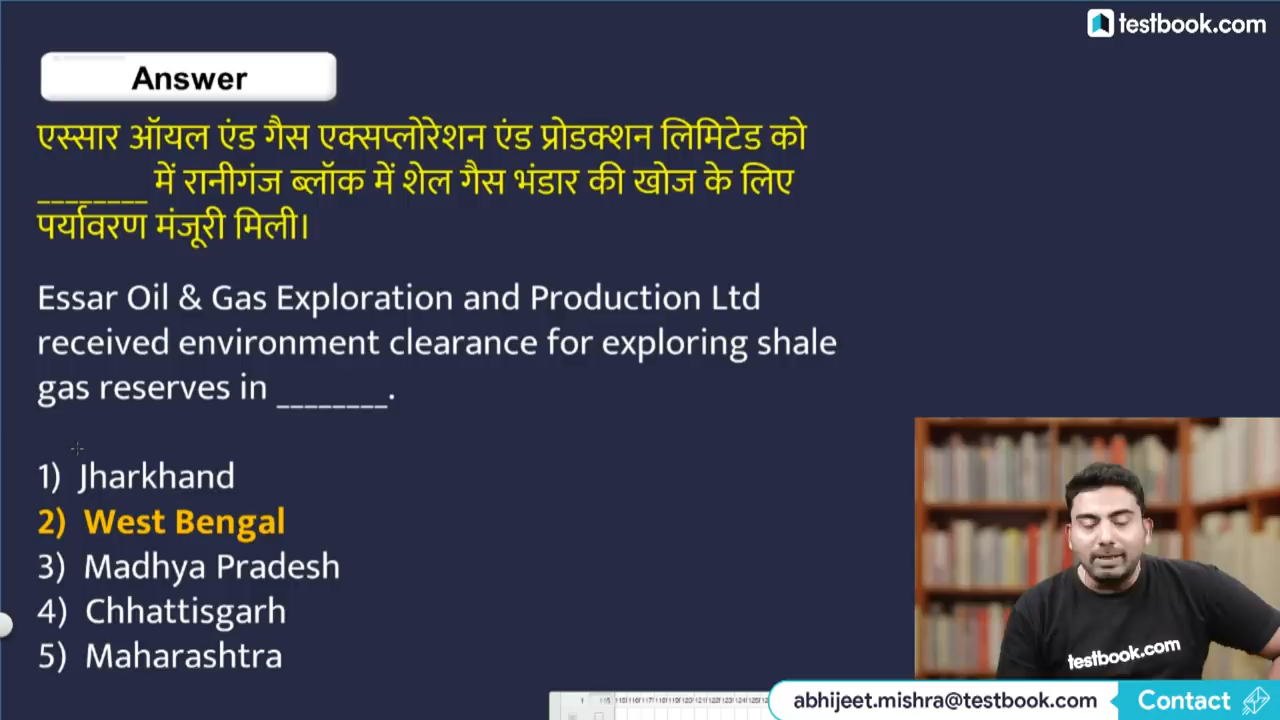 testbook.com
Answer
एस्सार ऑयल एंड गैस एक्सप्लोरेशन एंड प्रोडक्शन लिमिटेड को
________ में रानीगंज ब्लॉक में शेल गैस भंडार की खोज के लिए
पर्यावरण मंजूरी मिली।
Essar Oil & Gas Exploration and Production Ltd
received environment clearance for exploring shale
gas reserves in ________.
1) Jharkhand
2) West Bengal
3) Madhya Pradesh
4) Chhattisgarh
5) Maharashtra
testbook.com
abhijeet.mishra@testbook.com Contact